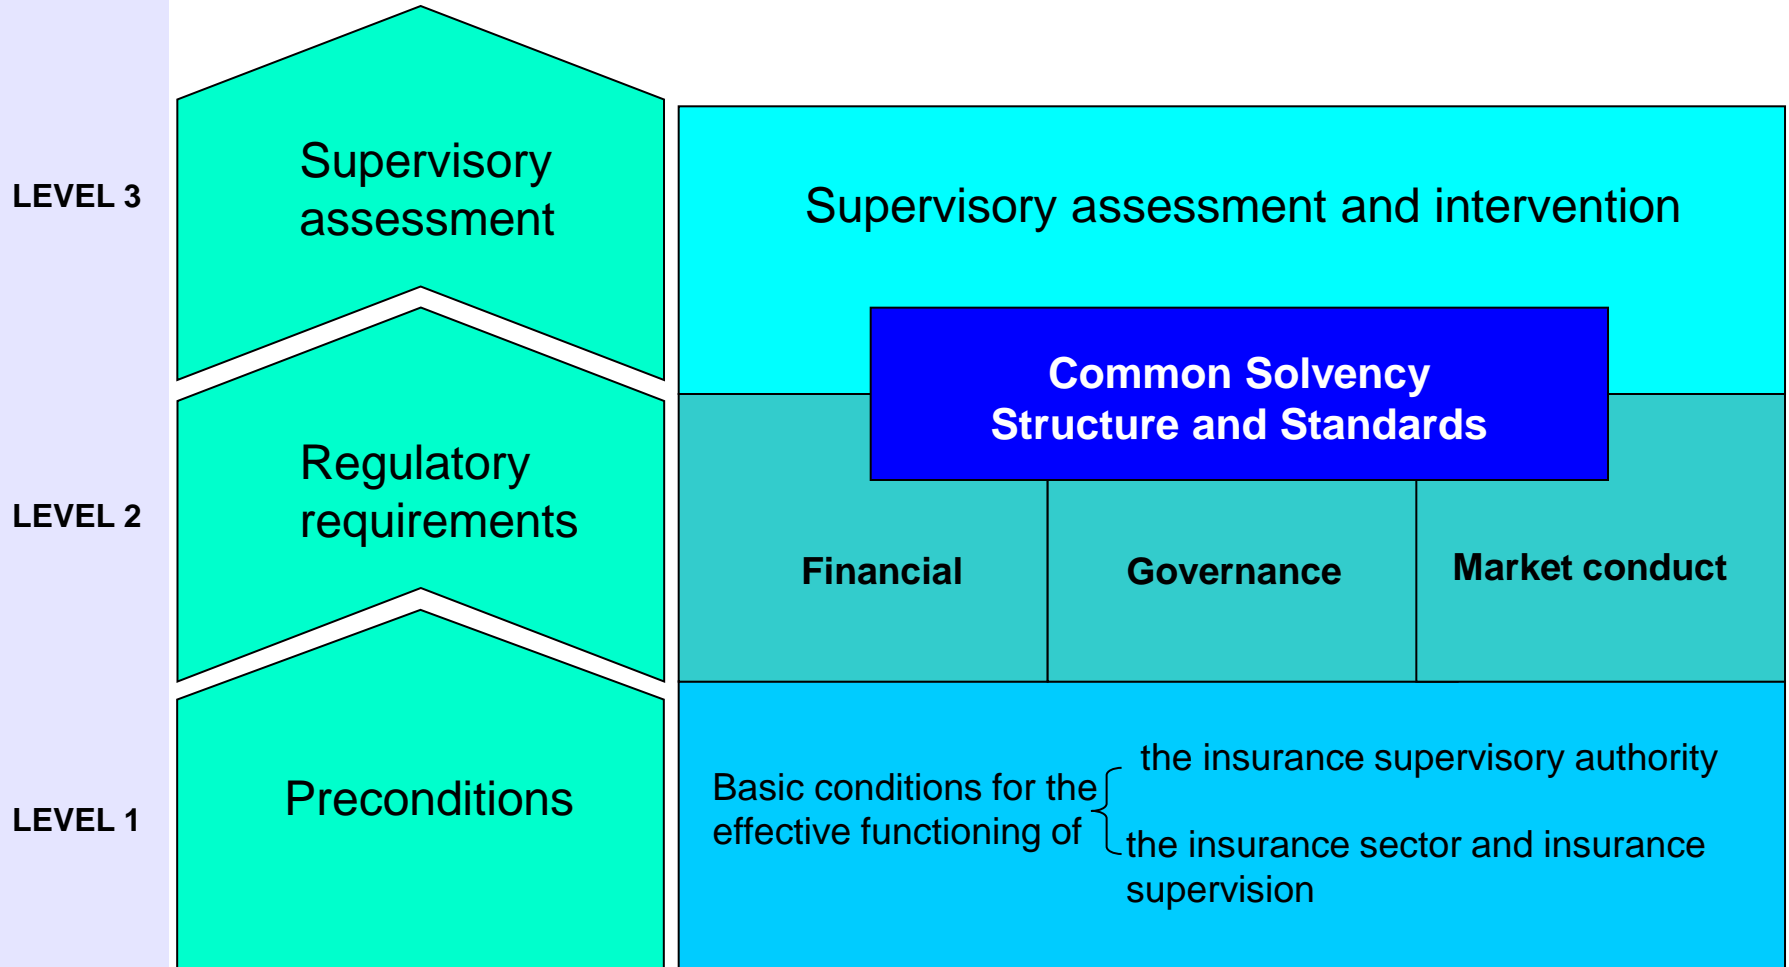 LEVEL 3
Supervisory
assessment
Supervisory assessment and intervention
Common Solvency
Structure and Standards
LEVEL 2
Regulatory
requirements
Financial
Governance
Market conduct
LEVEL 1
Preconditions
Basic conditions for the
effective functioning of
the insurance supervisory authority
the insurance sector and insurance
supervision